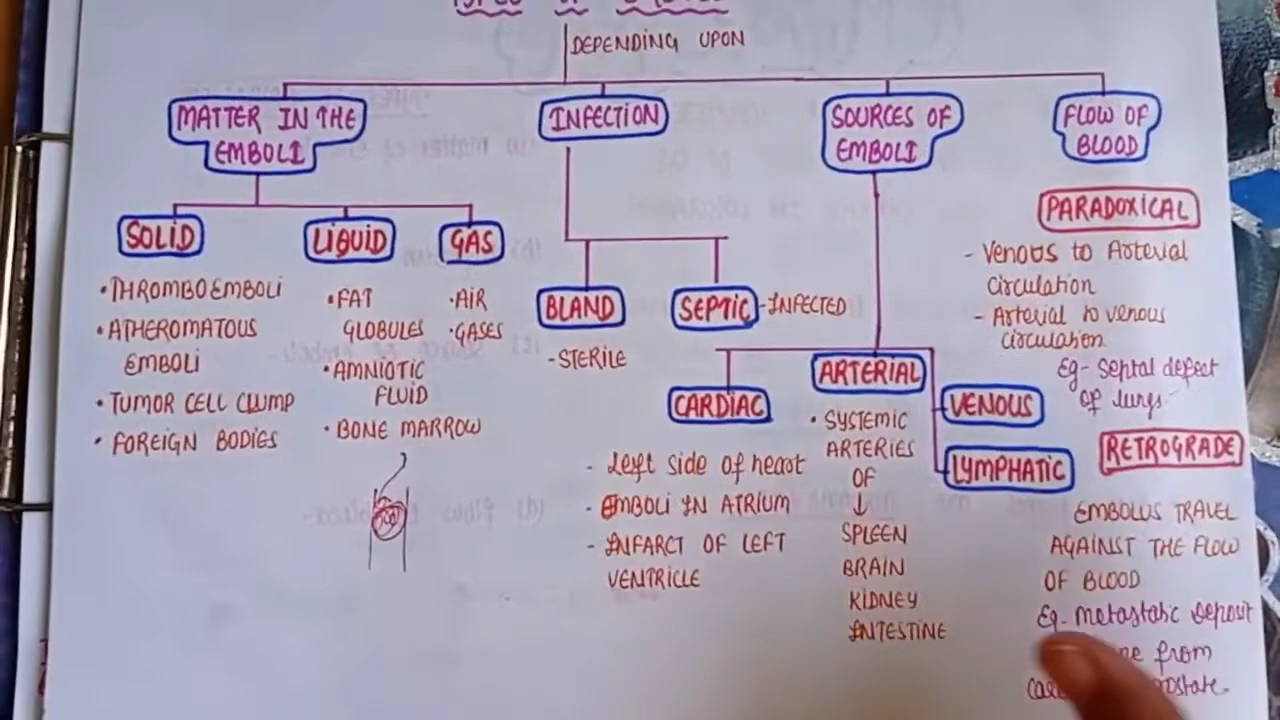 DEPENDING UPON
MATTER IN THE
EMBOLI
SOLID
• THROMBOEMBOLI
• ATHEROMATOUS
EMBOLI
• TUMOR CELL CLUMP
• FOREIGN BODIES
LIQUID
• FAT
GLOBULES
• AMNIOTIC
FLUID
• BONE MARROW
GAS
• AIR
• GASES
INFECTION
BLAND
- STERILE
SEPTIC - INFECTED
SOURCES OF
EMBOLI
CARDIAC
- Left side of heart
- EMBOLI IN ATRIUM
- INFARCT OF LEFT
VENTRICLE
ARTERIAL
• SYSTEMIC
ARTERIES
OF
↓
SPLEEN
BRAIN
KIDNEY
INTESTINE
VENOUS
LYMPHATIC
FLOW OF
BLOOD
PARADOXICAL
- Venous to Arterial
Circulation
- Arterial to venous
circulation
Eg- Septal defect
of lungs
RETROGRADE
EMBOLUS TRAVEL
AGAINST THE FLOW
OF BLOOD
Eg- metastatic deposit
from